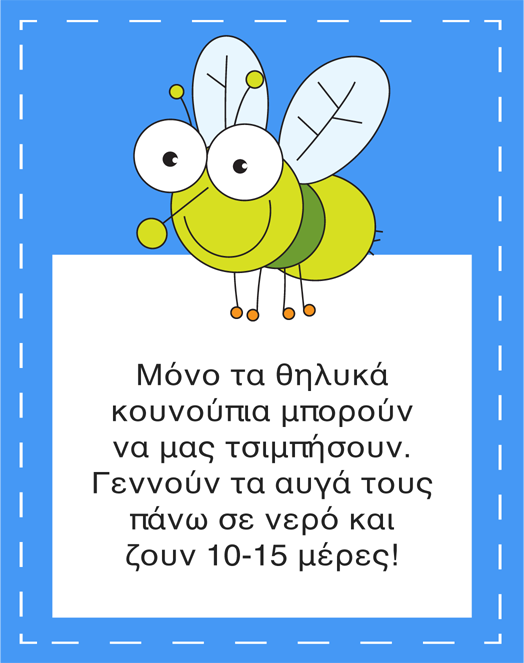 Μόνο τα θηλυκά
κουνούπια μπορούν
να μας τσιμπήσουν.
Γεννούν τα αυγά τους
πάνω σε νερό και
ζουν 10-15 μέρες!